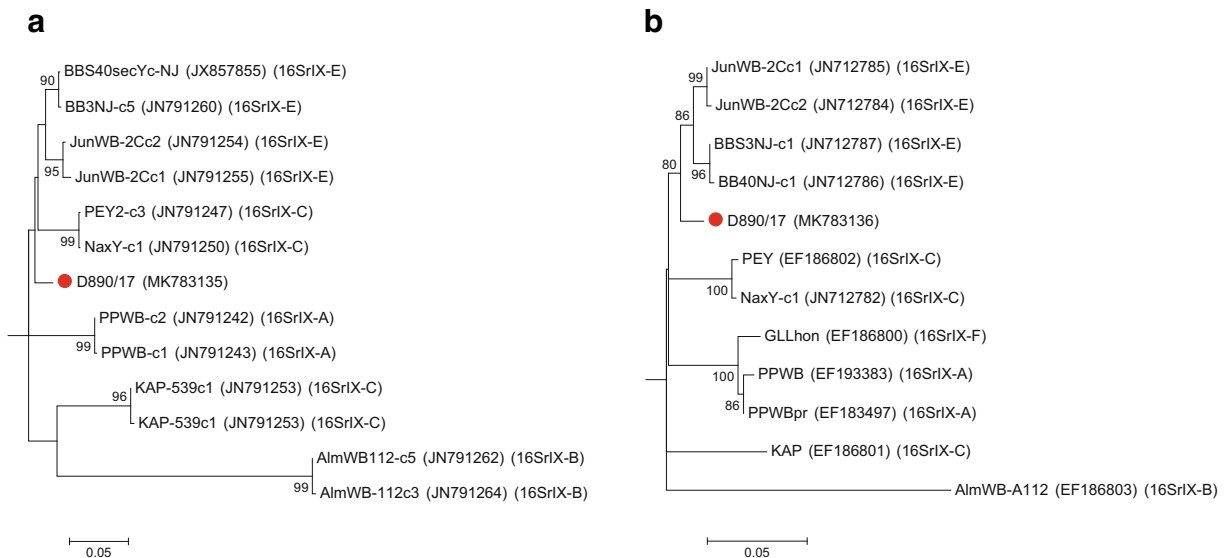 a
90
BBS40secYc-NJ (JX857855) (16SrIX-E)
BB3NJ-c5 (JN791260) (16SrIX-E)
JunWB-2Cc2 (JN791254) (16SrIX-E)
95
JunWB-2Cc1 (JN791255) (16SrIX-E)
PEY2-c3 (JN791247) (16SrIX-C)
99
NaxY-c1 (JN791250) (16SrIX-C)
D890/17 (MK783135)
PPWB-c2 (JN791242) (16SrIX-A)
99
PPWB-c1 (JN791243) (16SrIX-A)
96
KAP-539c1 (JN791253) (16SrIX-C)
KAP-539c1 (JN791253) (16SrIX-C)
AlmWB112-c5 (JN791262) (16SrIX-B)
99
AlmWB-112c3 (JN791264) (16SrIX-B)
0.05
b
99
JunWB-2Cc1 (JN712785) (16SrIX-E)
JunWB-2Cc2 (JN712784) (16SrIX-E)
86
BBS3NJ-c1 (JN712787) (16SrIX-E)
80
96
BB40NJ-c1 (JN712786) (16SrIX-E)
D890/17 (MK783136)
PEY (EF186802) (16SrIX-C)
100
NaxY-c1 (JN712782) (16SrIX-C)
GLLhon (EF186800) (16SrIX-F)
100
PPWB (EF193383) (16SrIX-A)
86
PPWBpr (EF183497) (16SrIX-A)
KAP (EF186801) (16SrIX-C)
AlmWB-A112 (EF186803) (16SrIX-B)
0.05